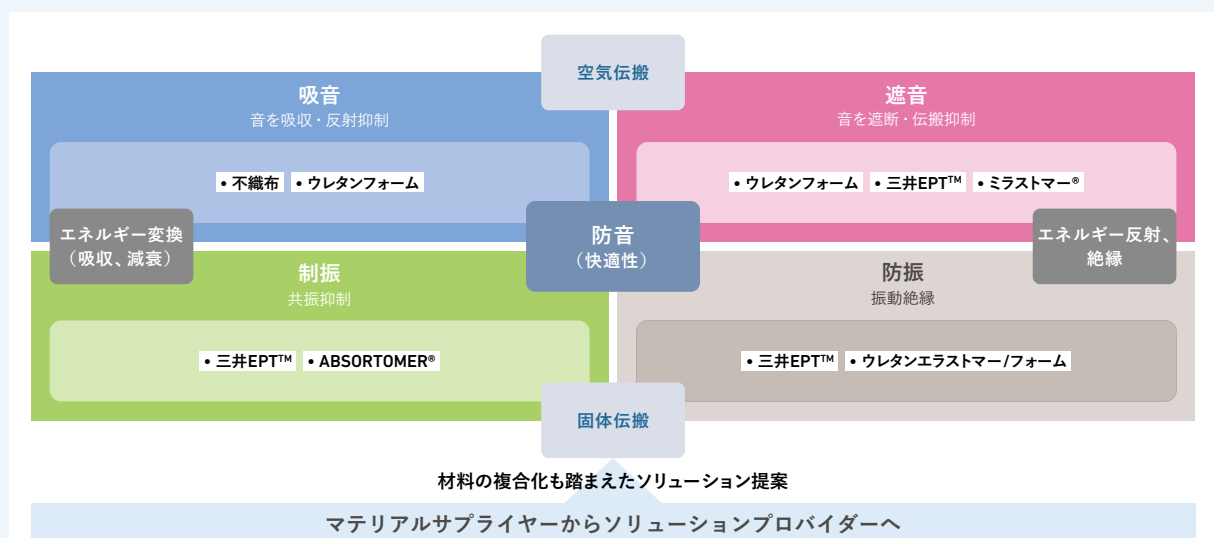 空気伝搬
吸音
音を吸収・反射抑制
• 不織布 • ウレタンフォーム
遮音
音を遮断・伝搬抑制
• ウレタンフォーム • 三井EPT™ • ミラストマー®
エネルギー変換
（吸収、減衰）
防音
（快適性）
エネルギー反射、
絶縁
制振
共振抑制
• 三井EPT™ • ABSORTOMER®
防振
振動絶縁
• 三井EPT™ • ウレタンエラストマー/フォーム
固体伝搬
材料の複合化も踏まえたソリューション提案
マテリアルサプライヤーからソリューションプロバイダーへ